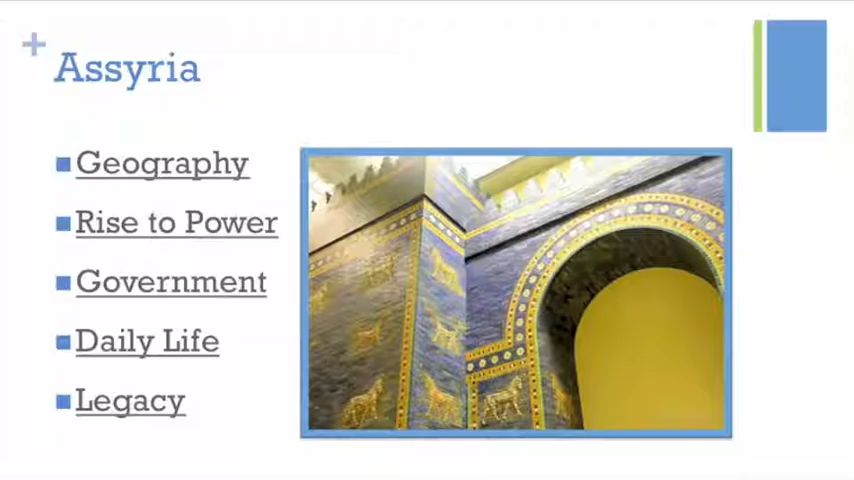 +
Assyria
Geography
Rise to Power
Government
Daily Life
Legacy